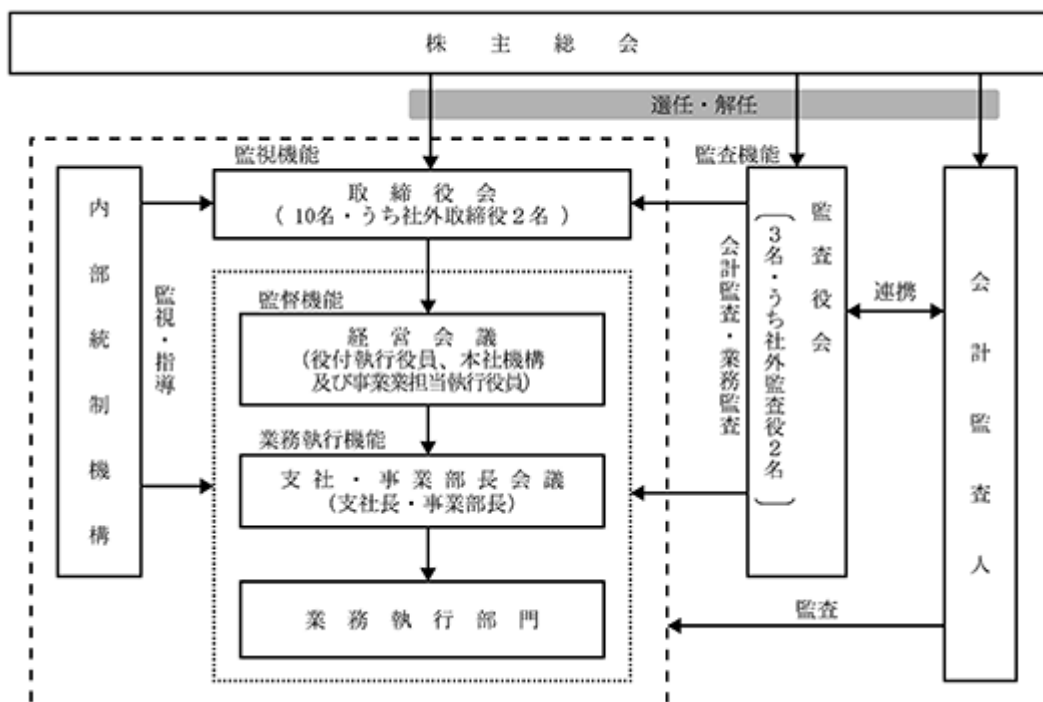 株主総会
選任・解任
監視機能
監査機能
取締役会
(10名・うち社外取締役2名)
内部統制機構
監視・指導
監督機能
経営会議
(役付執行役員、本社機構
及び事業業担当執行役員)
業務執行機能
支社・事業部長会議
(支社長・事業部長)
業務執行部門
会計監査・業務監査
監査役会
(3名・うち社外監査役2名)
連携
会計監査人
監査